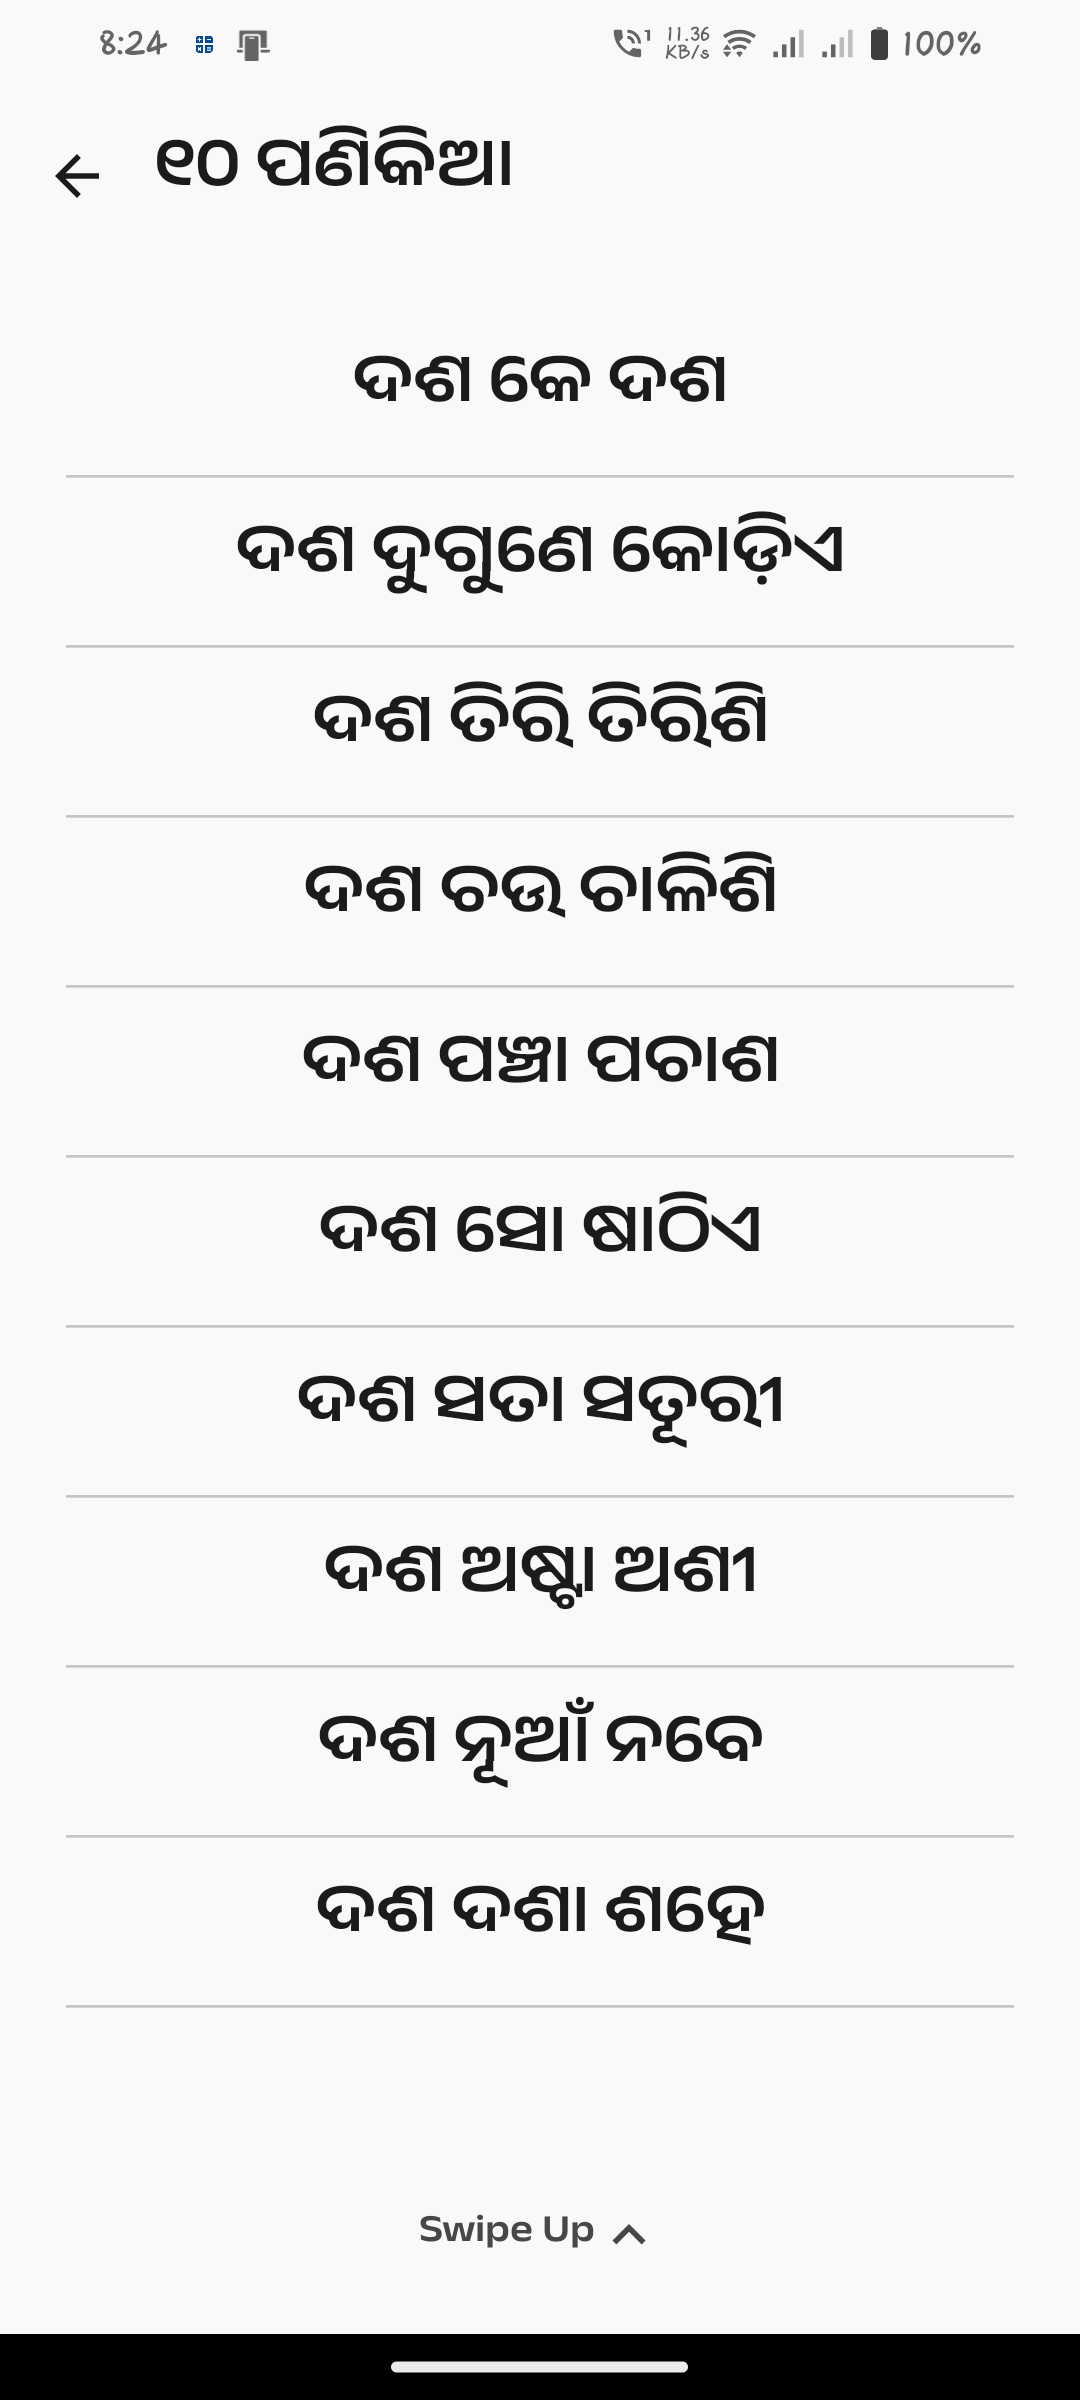 8:24 1 11.36 KB/s 100%
୧୦ ପଣିକିଆ
ଦଶ କେ ଦଶ
ଦଶ ଦୁଗୁଣେ କୋଡ଼ିଏ
ଦଶ ତିରି ତିରିଶି
ଦଶ ଚଉ ଚାଳିଶି
ଦଶ ପଞ୍ଚା ପଚାଶ
ଦଶ ସୋ ଷାଠିଏ
ଦଶ ସତା ସତୂରୀ
ଦଶ ଅଷ୍ଟା ଅଶୀ
ଦଶ ନୂଆଁ ନବେ
ଦଶ ଦଶା ଶହେ
Swipe Up